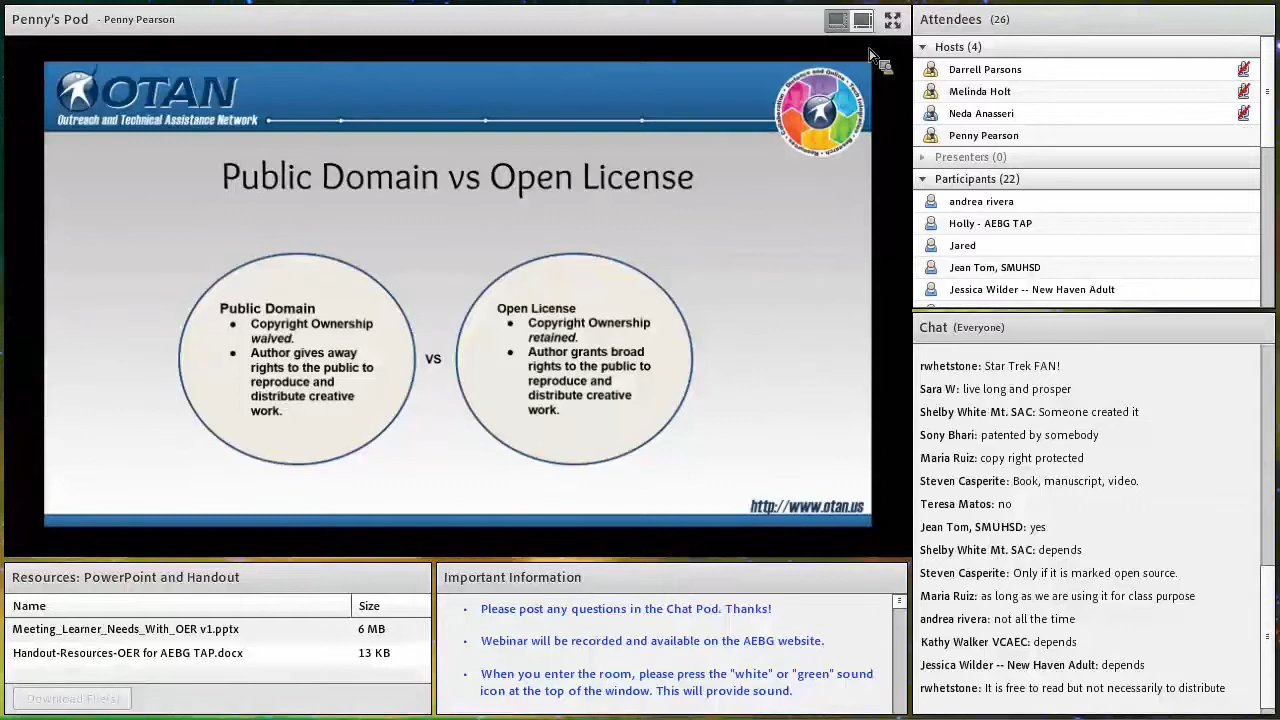 Penny's Pod - Penny Pearson
OTAN
Outreach and Technical Assistance Network
Public Domain vs Open License
Public Domain
• Copyright Ownership
waived.
• Author gives away
rights to the public to
reproduce and
distribute creative
work.
VS
Open License
• Copyright Ownership
retained.
• Author grants broad
rights to the public to
reproduce and
distribute creative
work.
http://www.otan.us
Attendees (26)
Hosts (4)
Darrell Parsons
Melinda Holt
Neda Anasseri
Penny Pearson
Presenters (0)
Participants (22)
andrea rivera
Holly - AEBG TAP
Jared
Jean Tom, SMUHSD
Jessica Wilder -- New Haven Adult
Chat (Everyone)
rwhetstone: Star Trek FAN!
Sara W: live long and prosper
Shelby White Mt. SAC: Someone created it
Sony Bhari: patented by somebody
Maria Ruiz: copy right protected
Steven Casperite: Book, manuscript, video.
Teresa Matos: no
Jean Tom, SMUHSD: yes
Shelby White Mt. SAC: depends
Steven Casperite: Only if it is marked open source.
Maria Ruiz: as long as we are using it for class purpose
andrea rivera: not all the time
Kathy Walker VCAEC: depends
Jessica Wilder -- New Haven Adult: depends
rwhetstone: It is free to read but not necessarily to distribute
Resources: PowerPoint and Handout
Name Size
Meeting_Learner_Needs_With_OER v1.pptx 6 MB
Handout-Resources-OER for AEBG TAP.docx 13 KB
Download File(s)
Important Information
• Please post any questions in the Chat Pod. Thanks!
• Webinar will be recorded and available on the AEBG website.
• When you enter the room, please press the "white" or "green" sound
icon at the top of the window. This will provide sound.